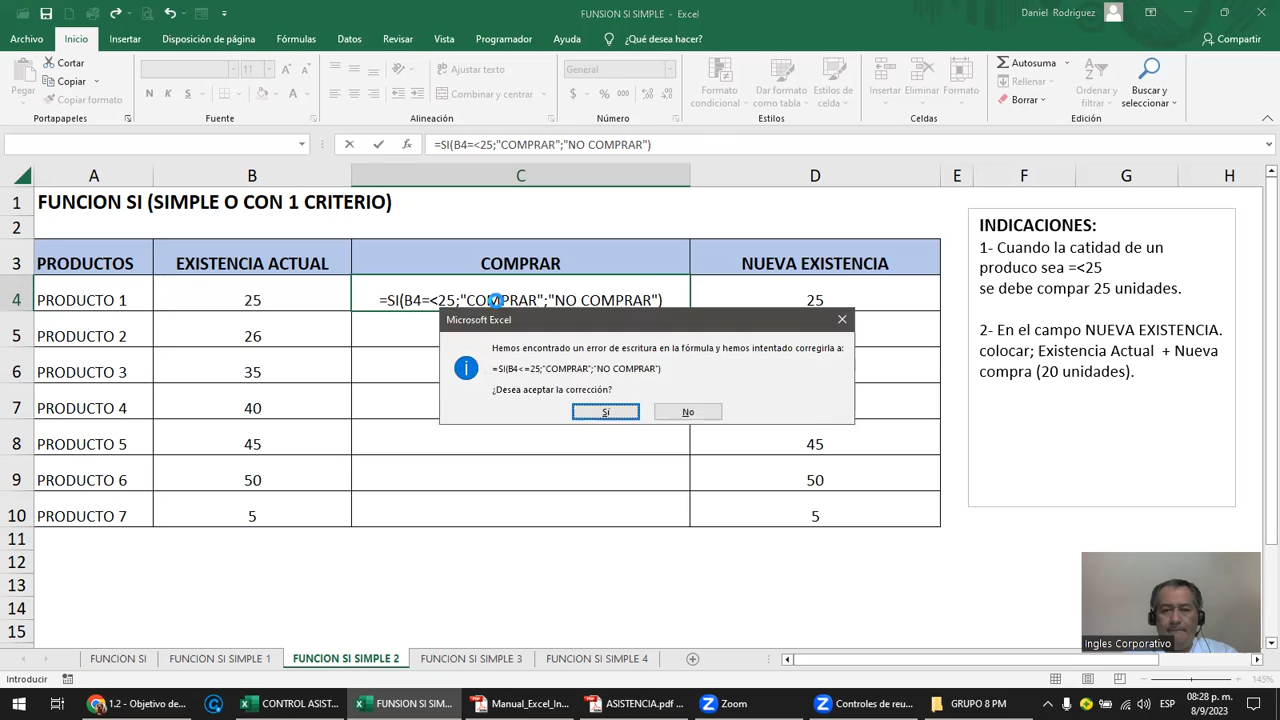 FUNSION SI SIMPLE - Excel
Daniel Rodriguez
Archivo Inicio Insertar Disposición de página Fórmulas Datos Revisar Vista Programador Ayuda ¿Qué desea hacer? Compartir
Pegar
Cortar
Copiar
Copiar formato
Portapapeles
11
N K S
Fuente
Ajustar texto
Combinar y centrar
Alineación
General
$ % 000
Número
Formato condicional
Dar formato como tabla
Estilos de celda
Estilos
Insertar Eliminar Formato
Celdas
Autosuma
Rellenar
Borrar
Ordenar y filtrar
Buscar y seleccionar
Edición
fx =SI(B4=<25;"COMPRAR";"NO COMPRAR")
A B C D E F G H
1 FUNCION SI (SIMPLE O CON 1 CRITERIO)
2
3 PRODUCTOS EXISTENCIA ACTUAL COMPRAR NUEVA EXISTENCIA
4 PRODUCTO 1 25 =SI(B4=<25;"COMPRAR";"NO COMPRAR") 25
5 PRODUCTO 2 26
6 PRODUCTO 3 35
7 PRODUCTO 4 40
8 PRODUCTO 5 45 45
9 PRODUCTO 6 50 50
10 PRODUCTO 7 5 5
11
12
13
14
15
INDICACIONES:
1- Cuando la catidad de un
produco sea =<25
se debe compar 25 unidades.
2- En el campo NUEVA EXISTENCIA.
colocar; Existencia Actual + Nueva
compra (20 unidades).
Microsoft Excel
Hemos encontrado un error de escritura en la fórmula y hemos intentado corregirla a:
=SI(B4<=25;"COMPRAR";"NO COMPRAR")
¿Desea aceptar la corrección?
Sí No
Ingles Corporativo
FUNCION SI FUNCION SI SIMPLE 1 FUNCION SI SIMPLE 2 FUNCION SI SIMPLE 3 FUNCION SI SIMPLE 4
Introducir
145%
1.2 - Objetivo de... CONTROL ASIST... FUNSION SI SIM... Manual_Excel_In... ASISTENCIA.pdf ... Zoom Controles de reu... GRUPO 8 PM
ESP
08:28 p. m.
8/9/2023